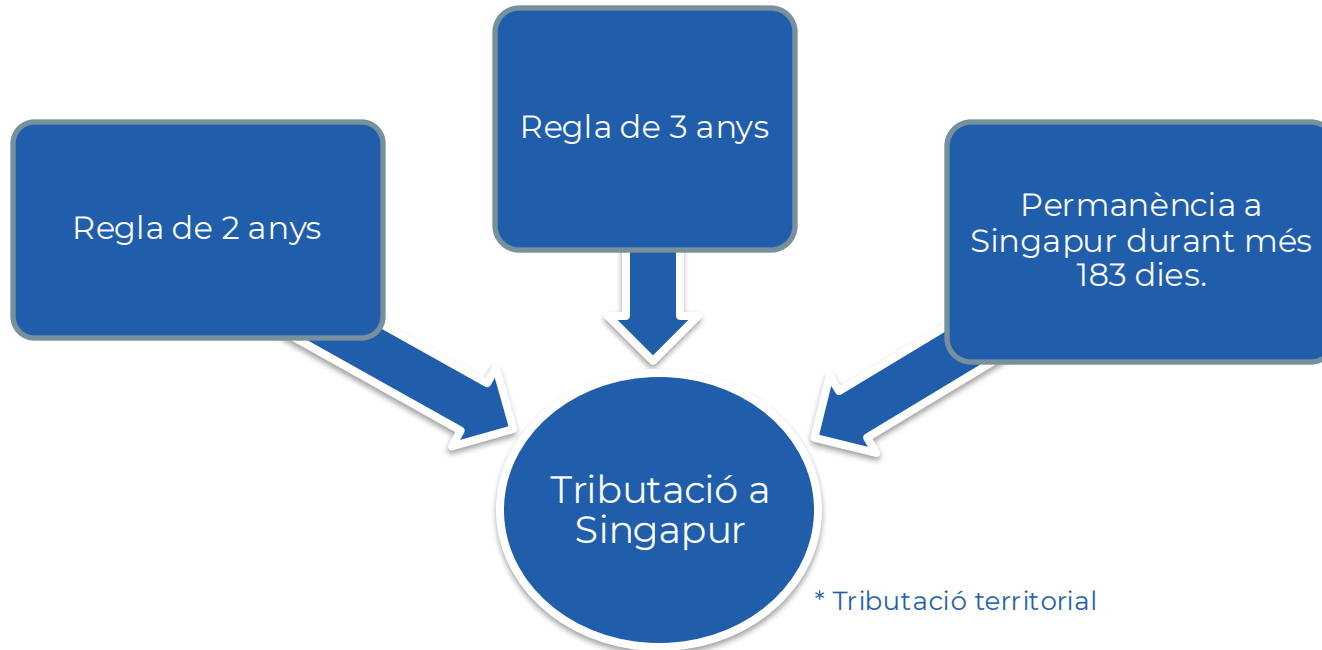 Regla de 2 anys
Regla de 3 anys
Permanència a
Singapur durant més
183 dies.
Tributació a
Singapur
* Tributació territorial